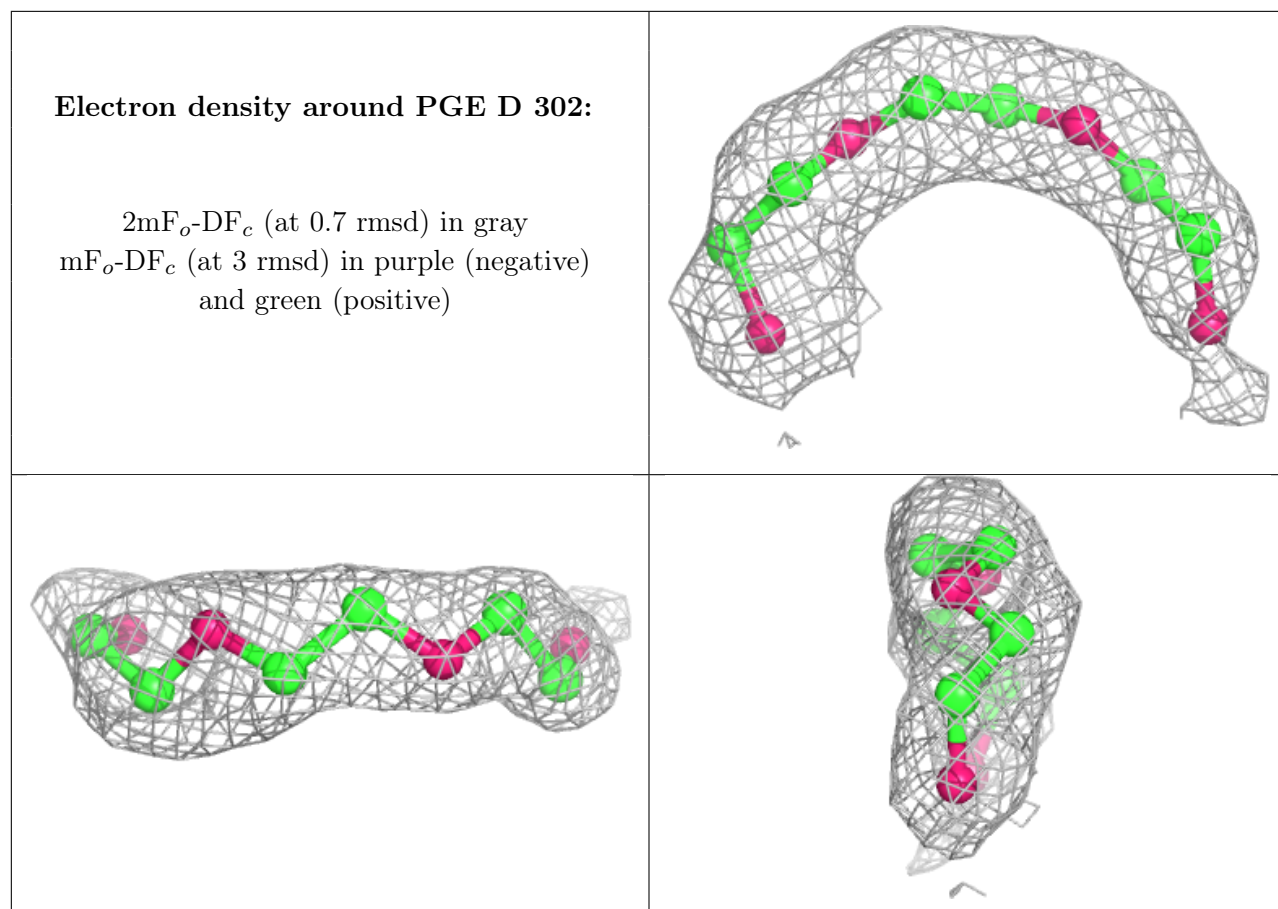 Electron density around PGE D 302:
2mFo-DFc (at 0.7 rmsd) in gray
mFo-DFc (at 3 rmsd) in purple (negative)
and green (positive)